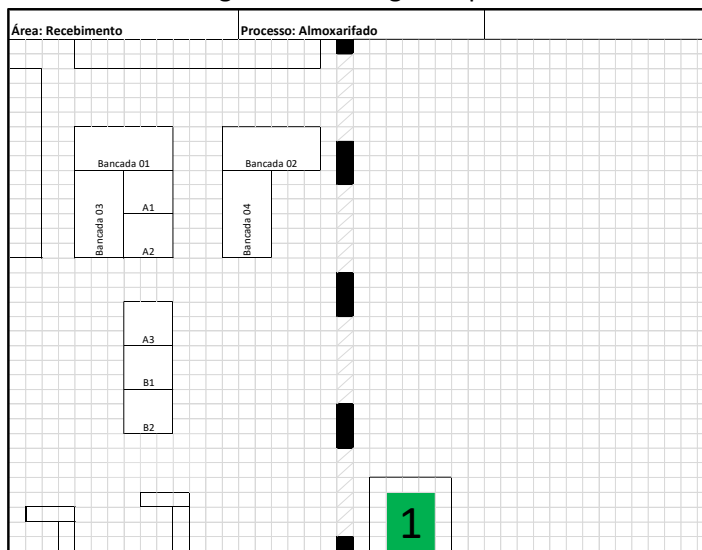 Área: Recebimento
Processo: Almoxarifado
Bancada 01
Bancada 02
Bancada 03
A1
A2
Bancada 04
A3
B1
B2
1